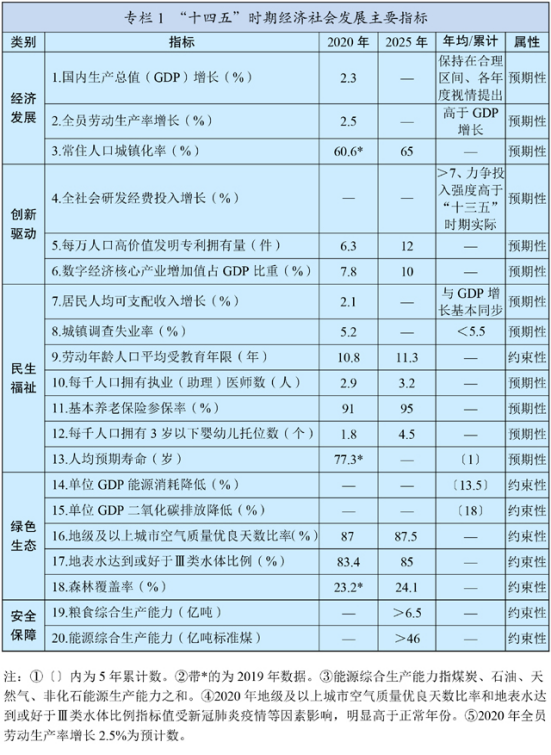 专栏 1 “十四五”时期经济社会发展主要指标
类别 指标 2020 年 2025 年 年均/累计 属性
经济发展
1.国内生产总值（GDP）增长（%） 2.3 — 保持在合理区间、各年度视情提出 预期性
2.全员劳动生产率增长（%） 2.5 — 高于 GDP 增长 预期性
3.常住人口城镇化率（%） 60.6* 65 — 预期性
创新驱动
4.全社会研发经费投入增长（%） — — ＞7、力争投入强度高于“十三五”时期实际 预期性
5.每万人口高价值发明专利拥有量（件） 6.3 12 — 预期性
6.数字经济核心产业增加值占 GDP 比重（%） 7.8 10 — 预期性
民生福祉
7.居民人均可支配收入增长（%） 2.1 — 与 GDP 增长基本同步 预期性
8.城镇调查失业率（%） 5.2 — ＜5.5 预期性
9.劳动年龄人口平均受教育年限（年） 10.8 11.3 — 约束性
10.每千人口拥有执业（助理）医师数（人） 2.9 3.2 — 预期性
11.基本养老保险参保率（%） 91 95 — 预期性
12.每千人口拥有 3 岁以下婴幼儿托位数（个） 1.8 4.5 — 预期性
13.人均预期寿命（岁） 77.3* — 〔1〕 预期性
绿色生态
14.单位 GDP 能源消耗降低（%） — — 〔13.5〕 约束性
15.单位 GDP 二氧化碳排放降低（%） — — 〔18〕 约束性
16.地级及以上城市空气质量优良天数比率（%） 87 87.5 — 约束性
17.地表水达到或好于Ⅲ类水体比例（%） 83.4 85 — 约束性
18.森林覆盖率（%） 23.2* 24.1 — 约束性
安全保障
19.粮食综合生产能力（亿吨） — ＞6.5 — 约束性
20.能源综合生产能力（亿吨标准煤） — ＞46 — 约束性
注：①〔〕内为 5 年累计数。②带*的为 2019 年数据。③能源综合生产能力指煤炭、石油、天
然气、非化石能源生产能力之和。④2020 年地级及以上城市空气质量优良天数比率和地表水达
到或好于Ⅲ类水体比例指标值受新冠肺炎疫情等因素影响，明显高于正常年份。⑤2020 年全员
劳动生产率增长 2.5%为预计数。